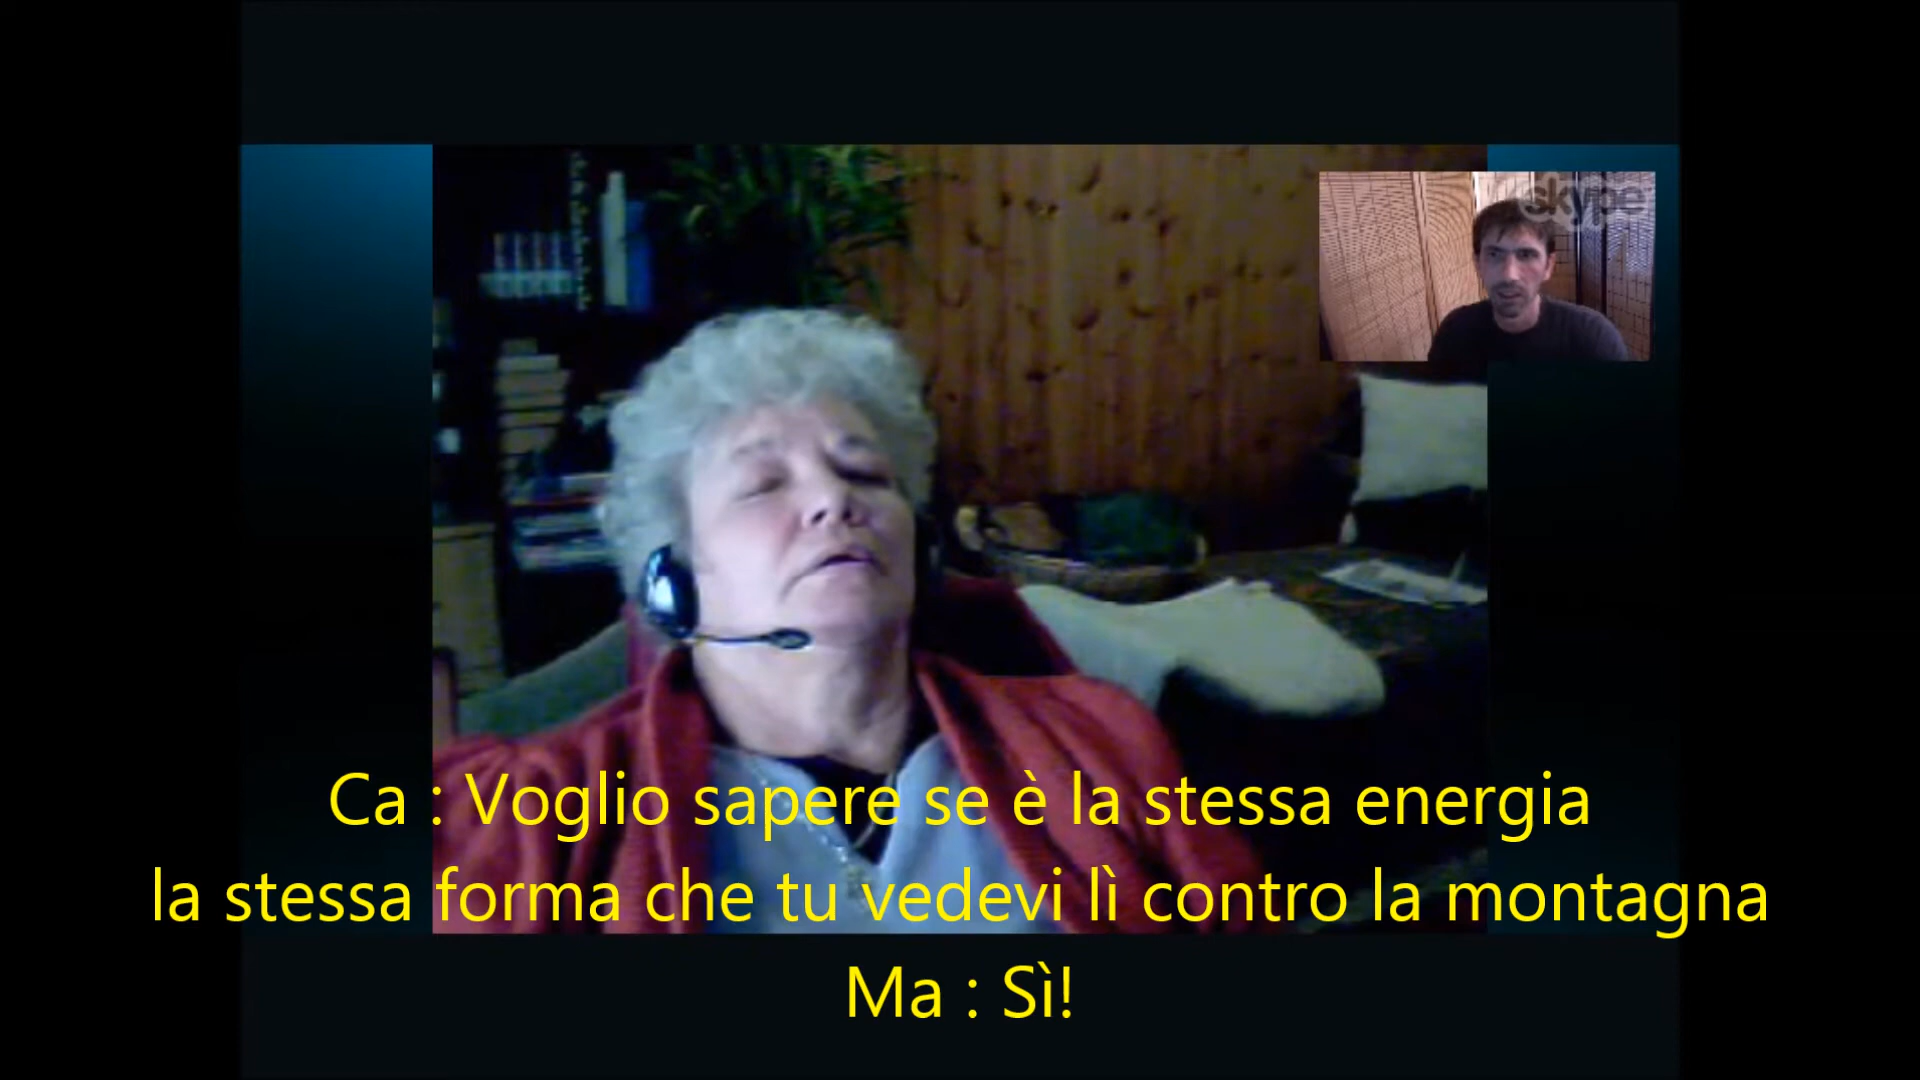 skype
Ca : Voglio sapere se è la stessa energia
la stessa forma che tu vedevi lì contro la montagna
Ma : Sì!